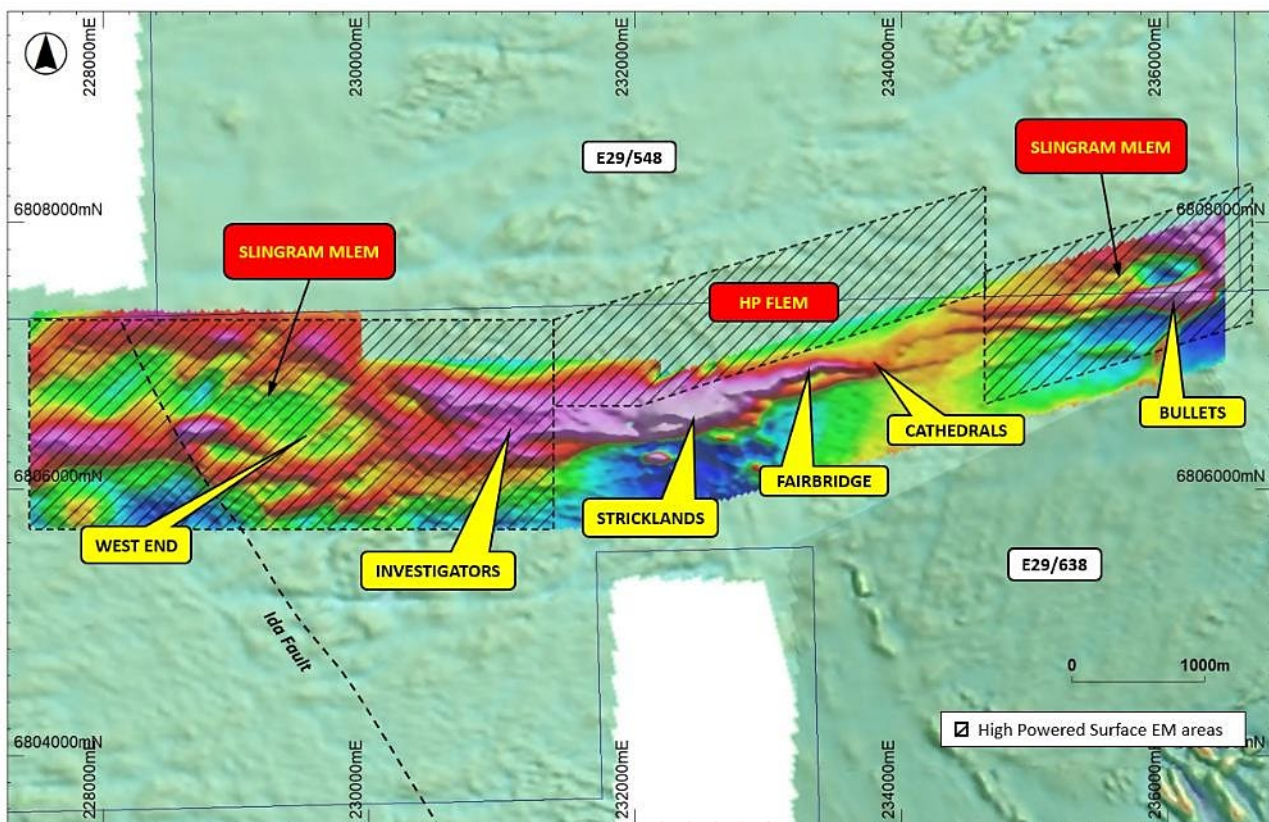 228000mE
230000mE
232000mE
234000mE
236000mE
E29/548
SLINGRAM MLEM
6808000mN
6808000mN
SLINGRAM MLEM
HP FLEM
BULLETS
CATHEDRALS
FAIRBRIDGE
6806000mN
6806000mN
STRICKLANDS
WEST END
INVESTIGATORS
E29/638
Ida Fault
0 1000m
High Powered Surface EM areas
6804000mN
6804000mN
228000mE
230000mE
232000mE
234000mE
236000mE